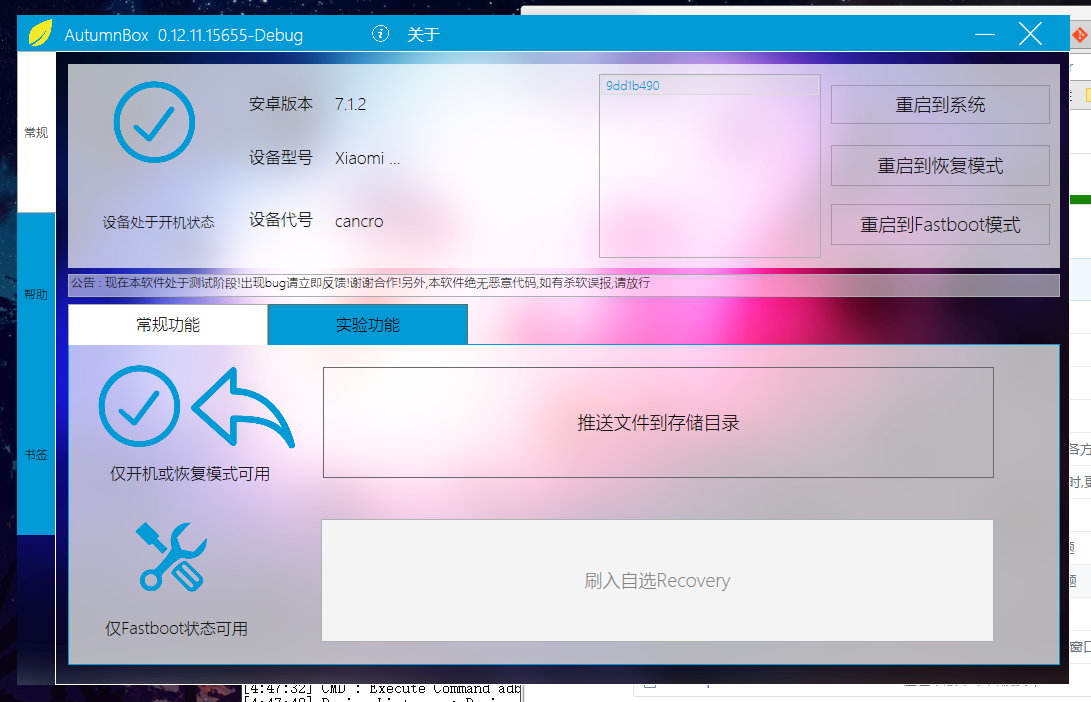 AutumnBox 0.12.11.15655-Debug
关于
常规
帮助
书签
安卓版本 7.1.2
设备型号 Xiaomi ...
设备代号 cancro
设备处于开机状态
9dd1b490
重启到系统
重启到恢复模式
重启到Fastboot模式
公告 : 现在本软件处于测试阶段!出现bug请立即反馈!谢谢合作!另外,本软件绝无恶意代码,如有杀软误报,请放行
常规功能
实验功能
仅开机或恢复模式可用
推送文件到存储目录
仅Fastboot状态可用
刷入自选Recovery
各方
时,更
题
题
窗口
[4:47:32] CMD : Execute Command adb